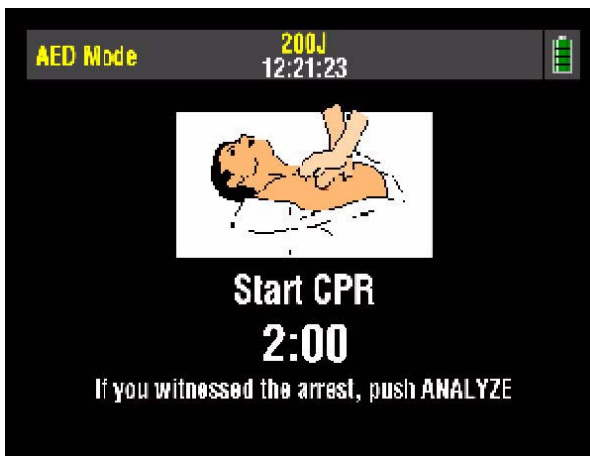 AED Mode
200J
12:21:23
Start CPR
2:00
If you witnessed the arrest, push ANALYZE